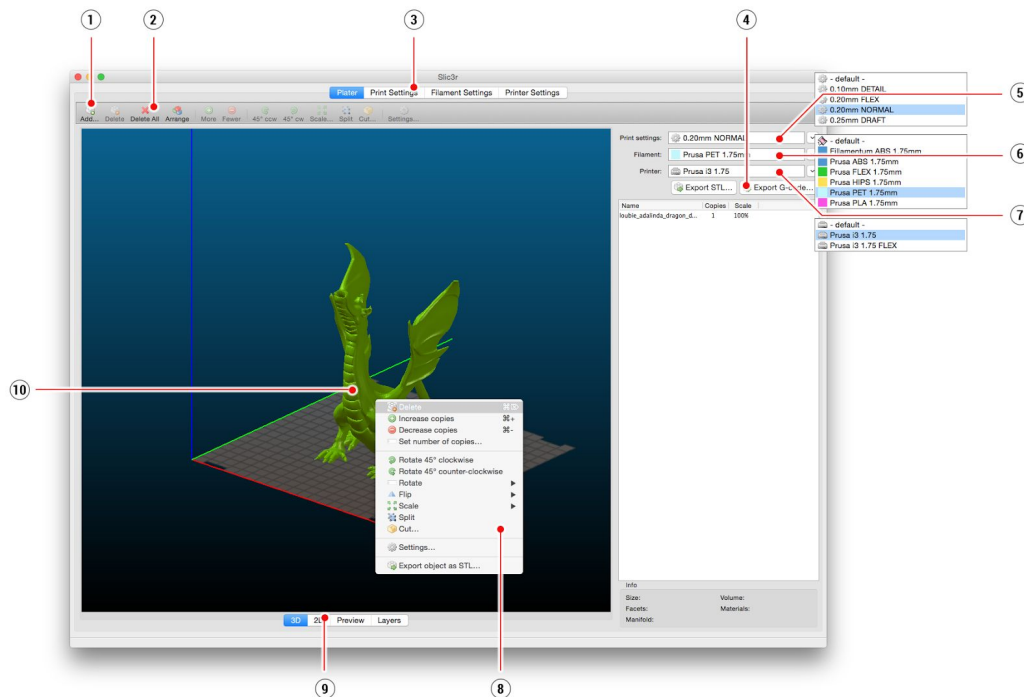 1
2
3
4
Slic3r
Plater Print Settings Filament Settings Printer Settings
Add... Delete Delete All Arrange More Fewer 45° ccw 45° cw Scale... Split Cut... Settings...
- default -
0.10mm DETAIL
0.20mm FLEX
0.20mm NORMAL
0.25mm DRAFT
5
Print settings: 0.20mm NORMAL
Filament: Prusa PET 1.75mm
Printer: Prusa i3 1.75
Export STL... Export G-code...
- default -
Fillamentum ABS 1.75mm
Prusa ABS 1.75mm
Prusa FLEX 1.75mm
Prusa HIPS 1.75mm
Prusa PET 1.75mm
Prusa PLA 1.75mm
6
7
- default -
Prusa i3 1.75
Prusa i3 1.75 FLEX
Name Copies Scale
loubie_adalinda_dragon_d... 1 100%
10
Delete ⌘⌦
Increase copies ⌘+
Decrease copies ⌘-
Set number of copies...
Rotate 45° clockwise
Rotate 45° counter-clockwise
Rotate
Flip
Scale
Split
Cut...
Settings...
Export object as STL...
Info
Size: Volume:
Facets: Materials:
Manifold:
3D 2D Preview Layers
9
8